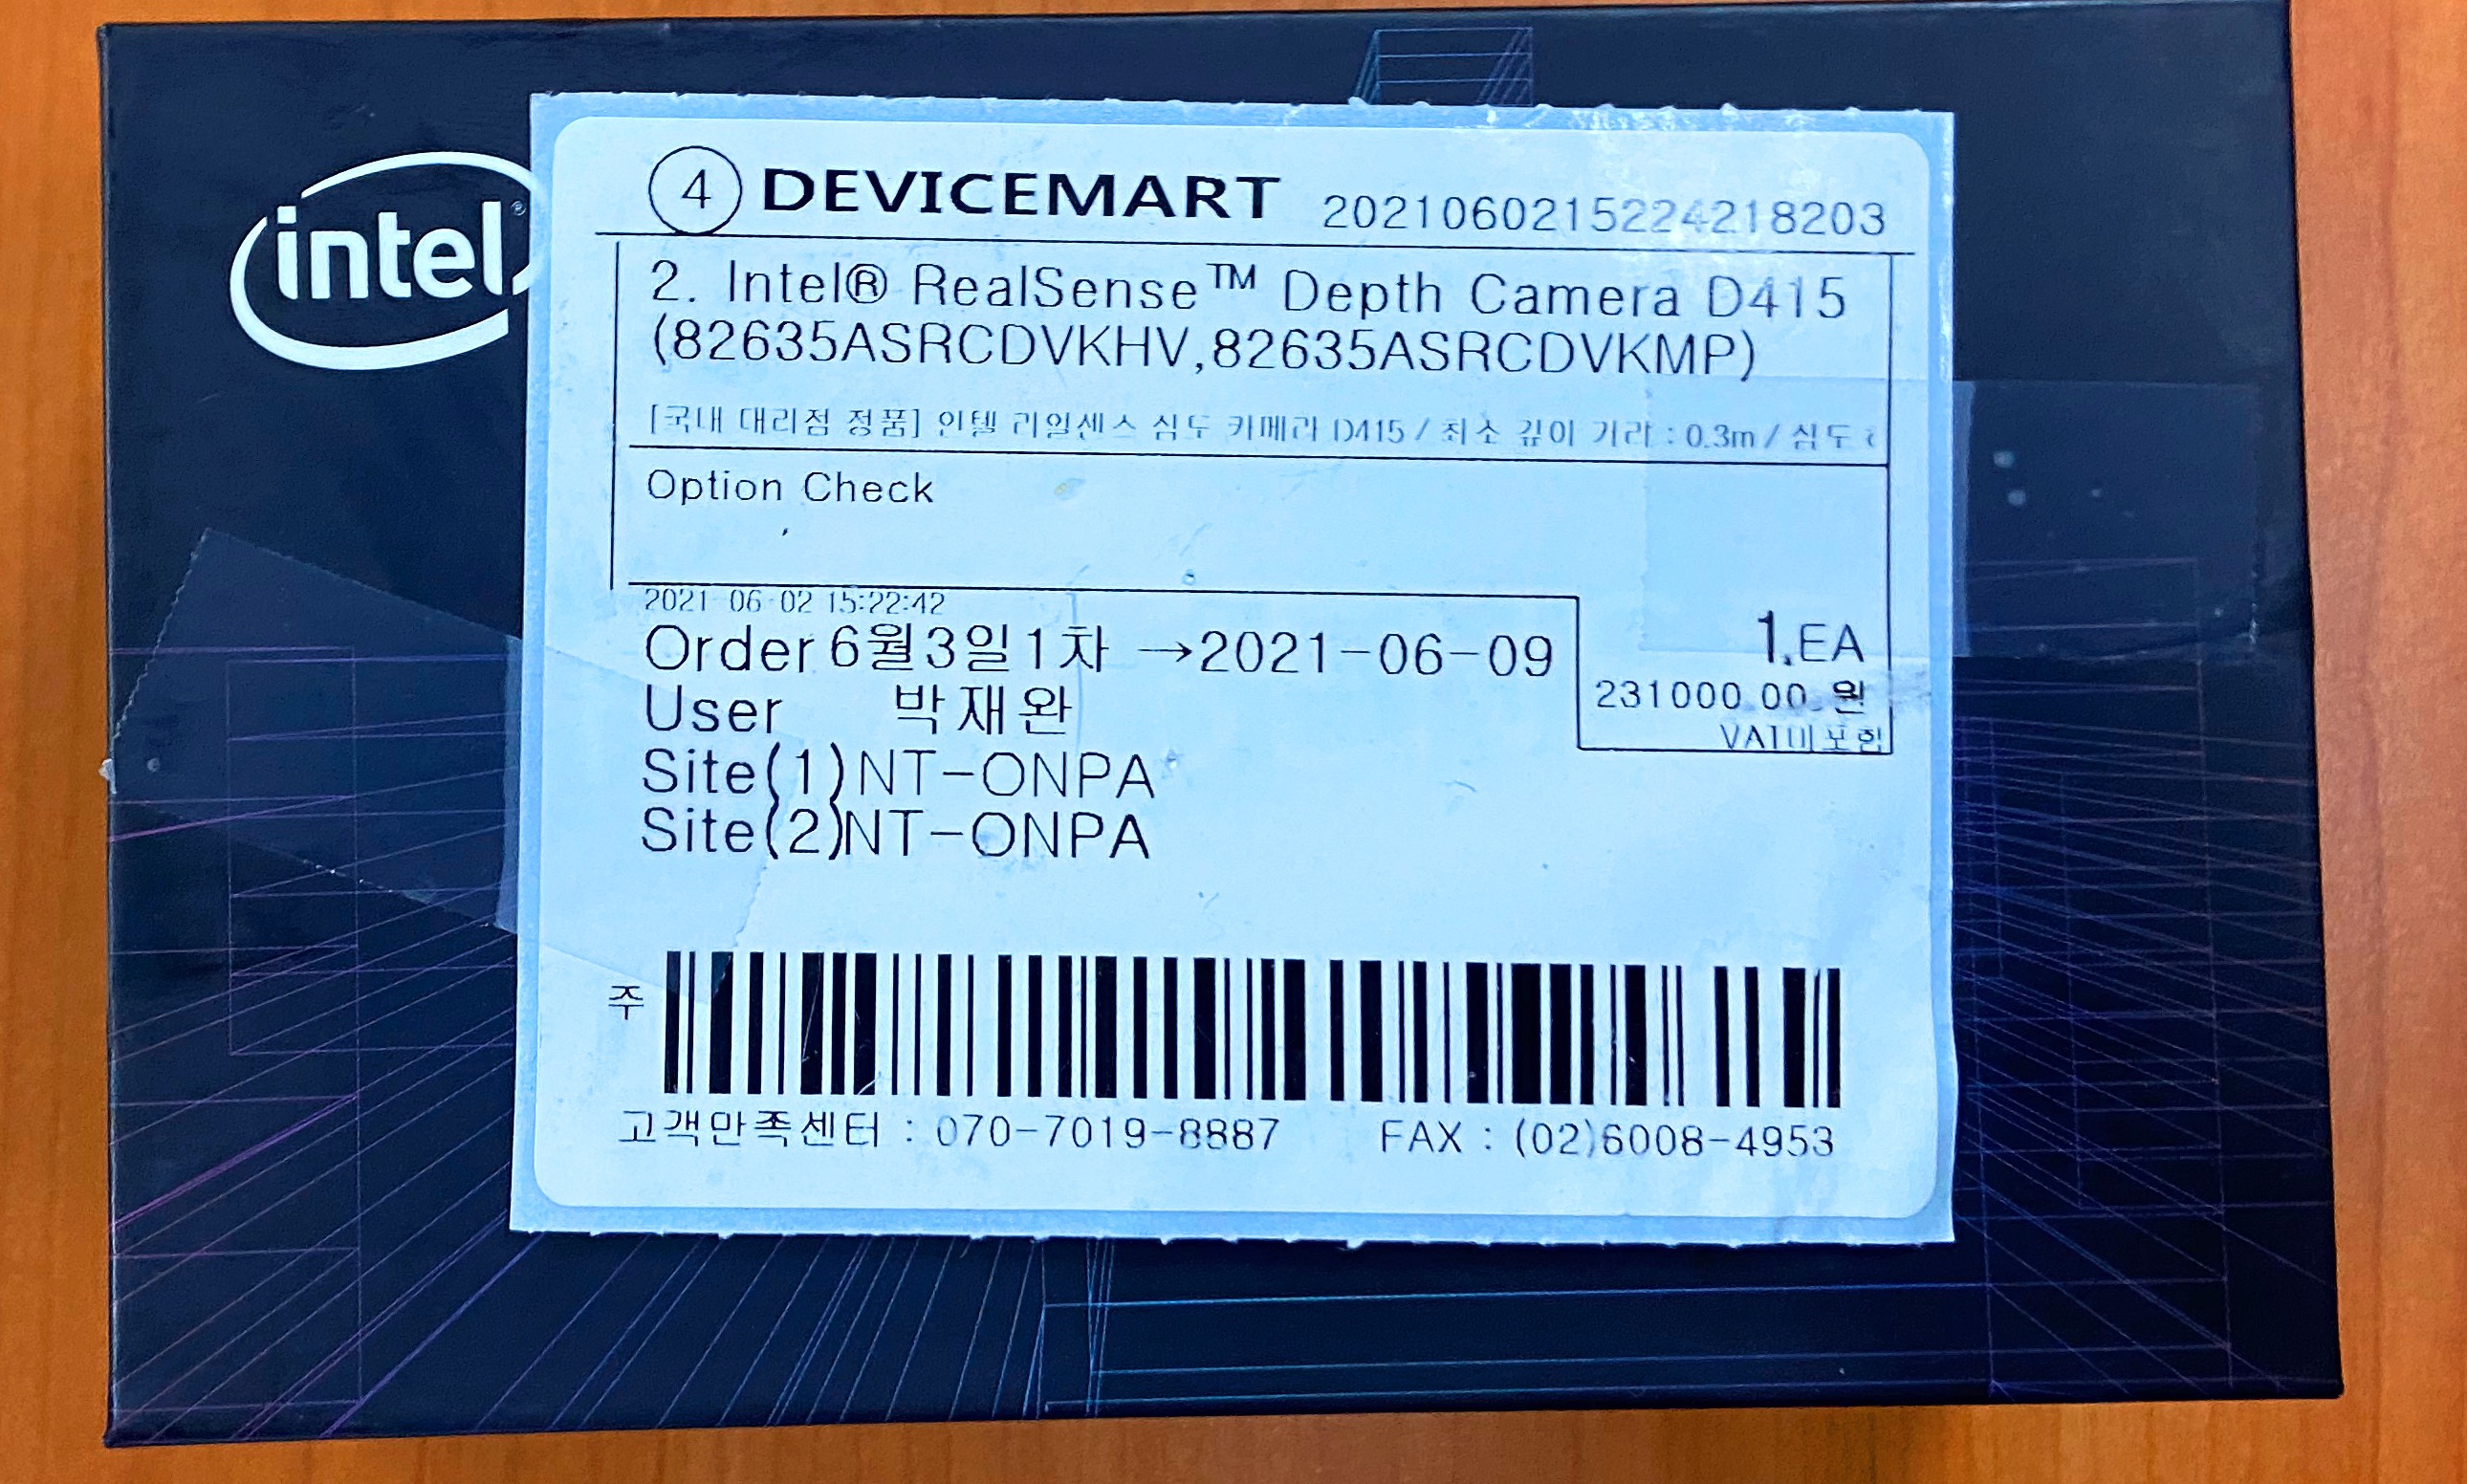 intel®
④ DEVICEMART 2021060215224218203
2. Intel® RealSense™ Depth Camera D415
(82635ASRCDVKHV,82635ASRCDVKMP)
[국내 대리점 정품] 인텔 리얼센스 심도 카메라 D415 / 최소 깊이 거리 : 0.3m / 심도
Option Check
2021-06-02 15:22:42
Order 6월3일1차 →2021-06-09
1.EA
User 박재완
231000.00.원
VAT미포함
Site(1)NT-ONPA
Site(2)NT-ONPA
주
고객만족센터 : 070-7019-8887 FAX : (02)6008-4953